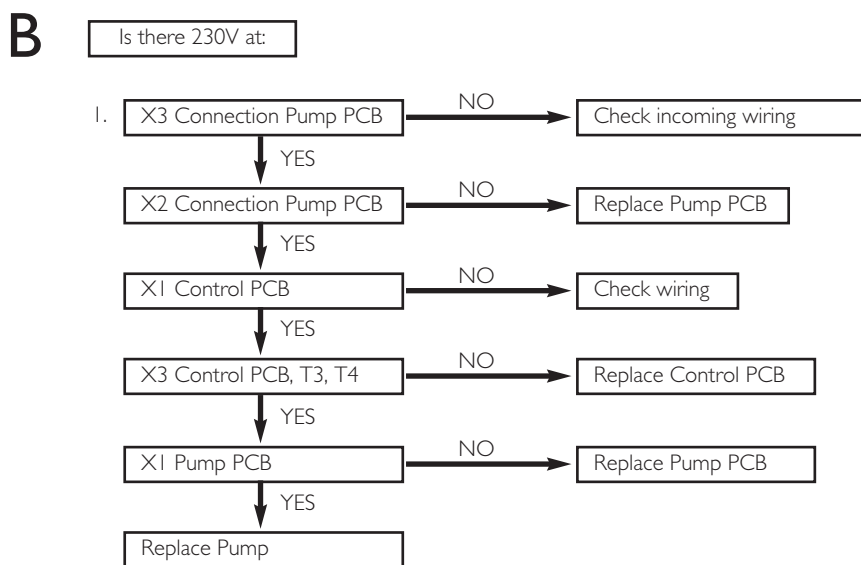 B
Is there 230V at:
1. X3 Connection Pump PCB
NO
Check incoming wiring
YES
X2 Connection Pump PCB
NO
Replace Pump PCB
YES
X1 Control PCB
NO
Check wiring
YES
X3 Control PCB, T3, T4
NO
Replace Control PCB
YES
X1 Pump PCB
NO
Replace Pump PCB
YES
Replace Pump